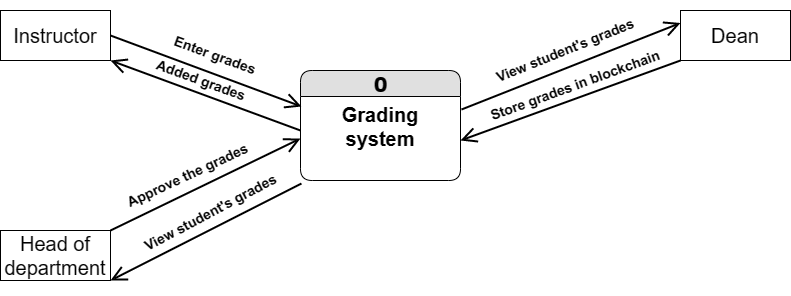 Instructor
Enter grades
Added grades
0
Grading
system
View student's grades
Store grades in blockchain
Dean
Approve the grades
View student's grades
Head of
department